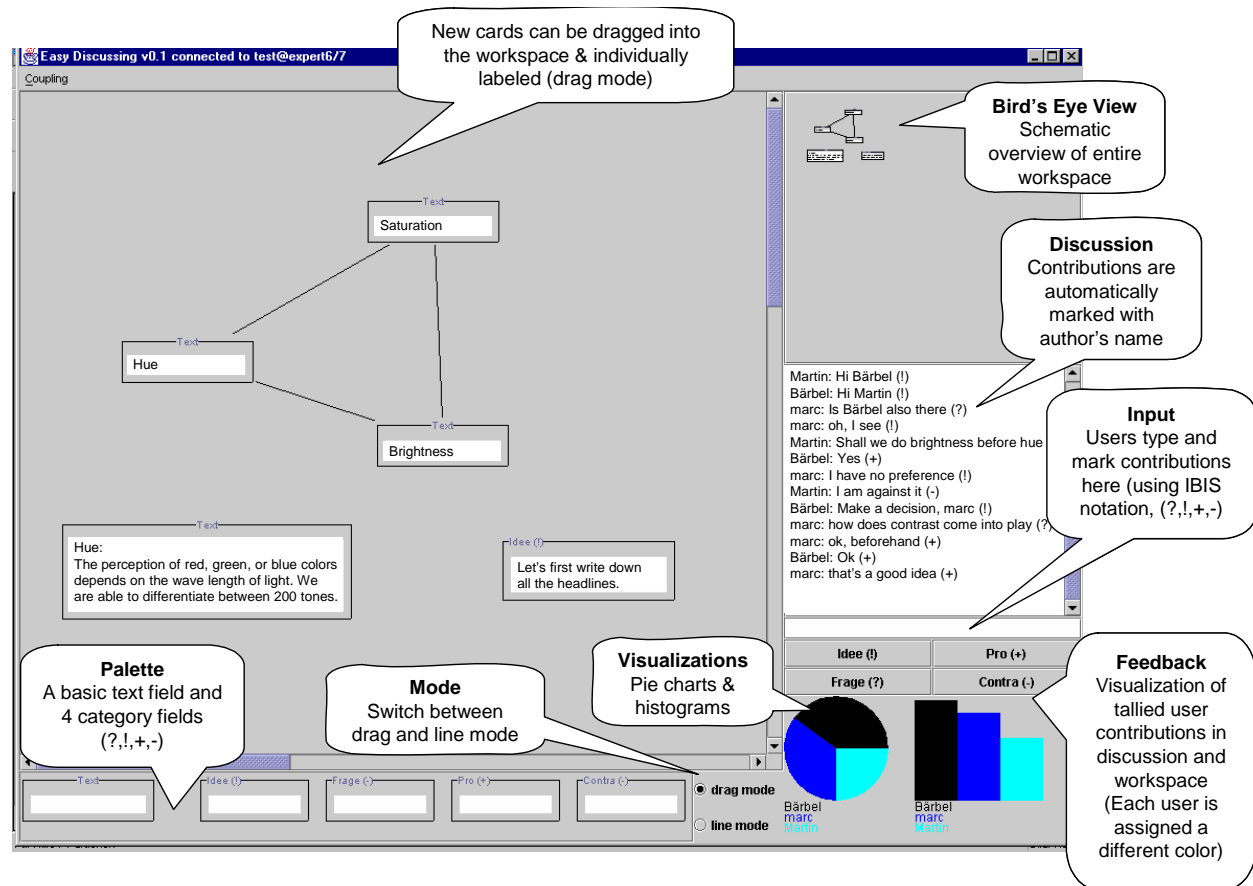 New cards can be dragged into
the workspace & individually
labeled (drag mode)
Easy Discussing v0.1 connected to test@expert6/7
Coupling
Bird's Eye View
Schematic
overview of entire
workspace
Text
Saturation
Text
Hue
Text
Brightness
Discussion
Contributions are
automatically
marked with
author's name
Martin: Hi Bärbel (!)
Bärbel: Hi Martin (!)
marc: Is Bärbel also there (?)
marc: oh, I see (!)
Martin: Shall we do brightness before hue
Bärbel: Yes (+)
marc: I have no preference (!)
Martin: I am against it (-)
Bärbel: Make a decision, marc (!)
marc: how does contrast come into play (?)
marc: ok, beforehand (+)
Bärbel: Ok (+)
marc: that's a good idea (+)
Input
Users type and
mark contributions
here (using IBIS
notation, (?,!,+,-)
Text
Hue:
The perception of red, green, or blue colors
depends on the wave length of light. We
are able to differentiate between 200 tones.
Idee (!)
Let's first write down
all the headlines.
Palette
A basic text field and
4 category fields
(?,!,+,-)
Mode
Switch between
drag and line mode
Visualizations
Pie charts &
histograms
Idee (!)
Pro (+)
Frage (?)
Contra (-)
Feedback
Visualization of
tallied user
contributions in
discussion and
workspace
(Each user is
assigned a
different color)
Text
Idee (!)
Frage (-)
Pro (+)
Contra (-)
drag mode
line mode
Bärbel
marc
Martin
Bärbel
marc
Martin